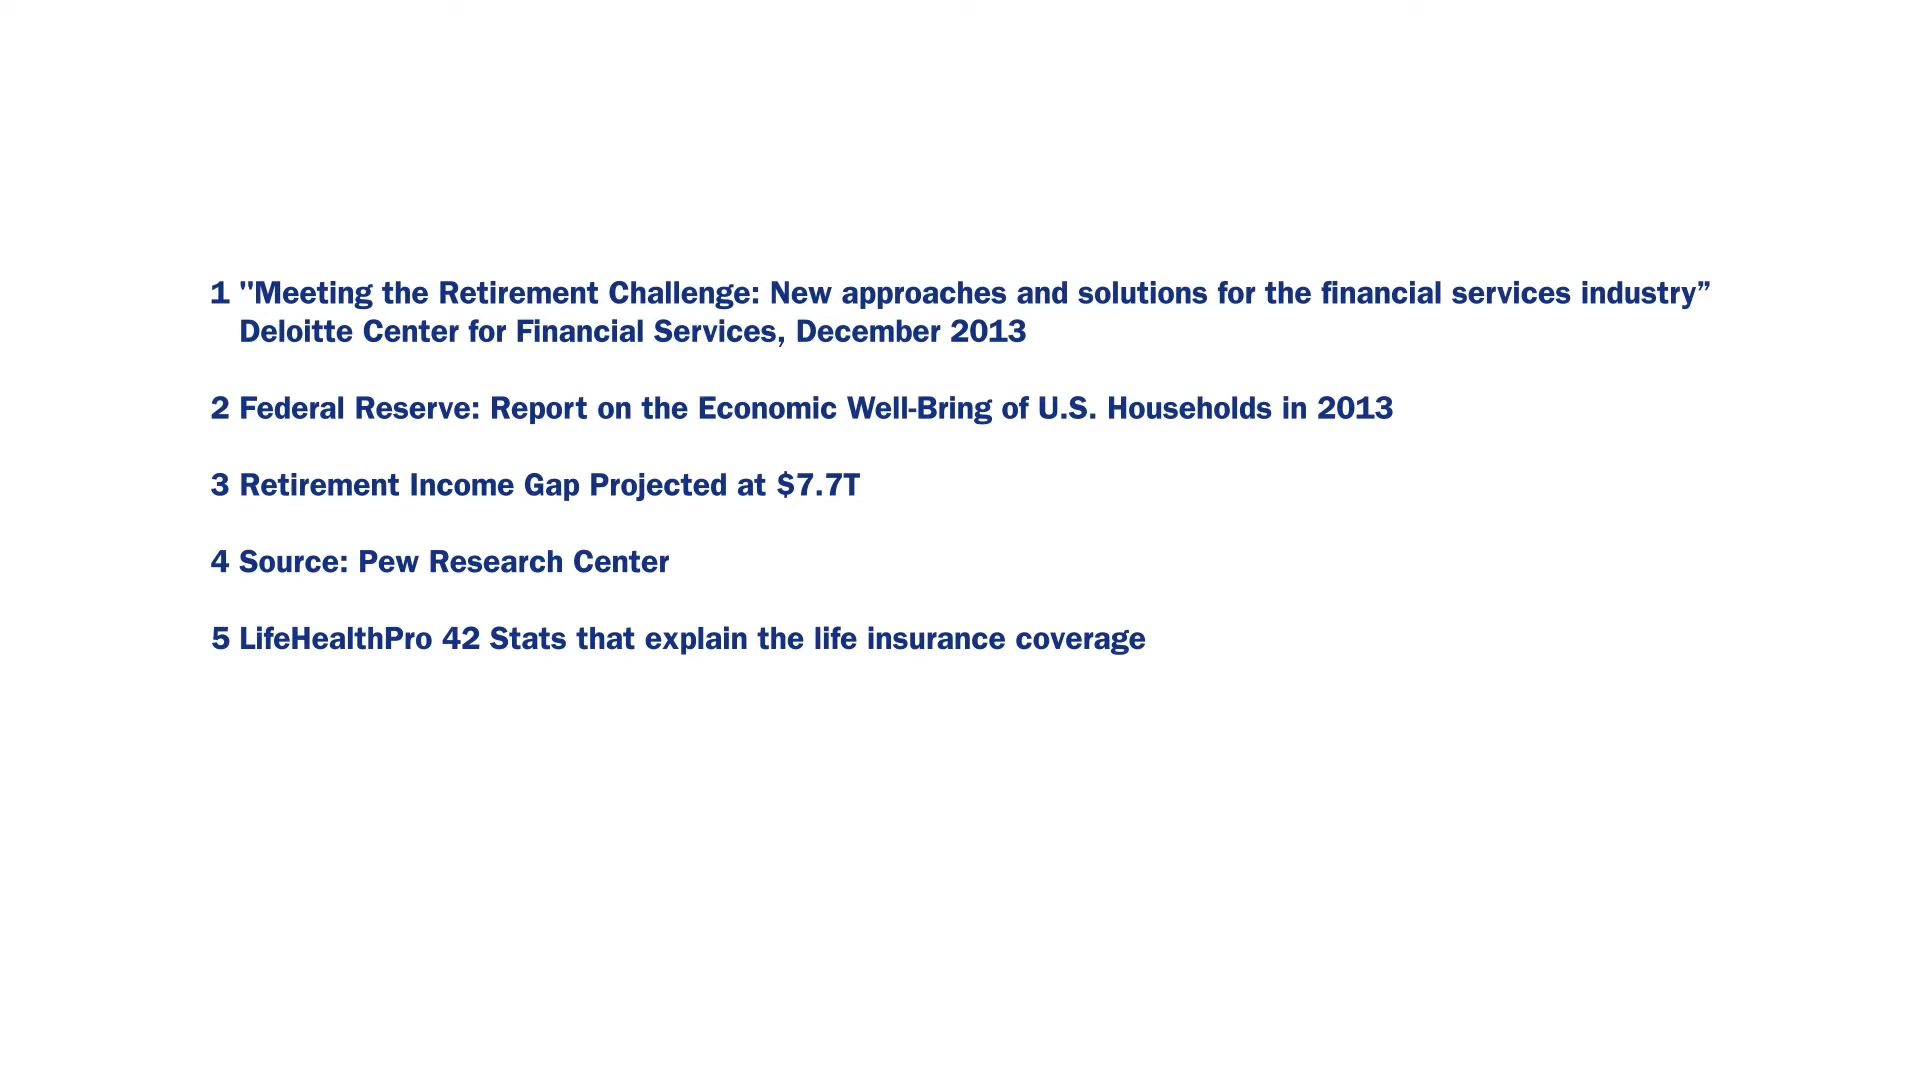 1 "Meeting the Retirement Challenge: New approaches and solutions for the financial services industry”
Deloitte Center for Financial Services, December 2013
2 Federal Reserve: Report on the Economic Well-Bring of U.S. Households in 2013
3 Retirement Income Gap Projected at $7.7T
4 Source: Pew Research Center
5 LifeHealthPro 42 Stats that explain the life insurance coverage